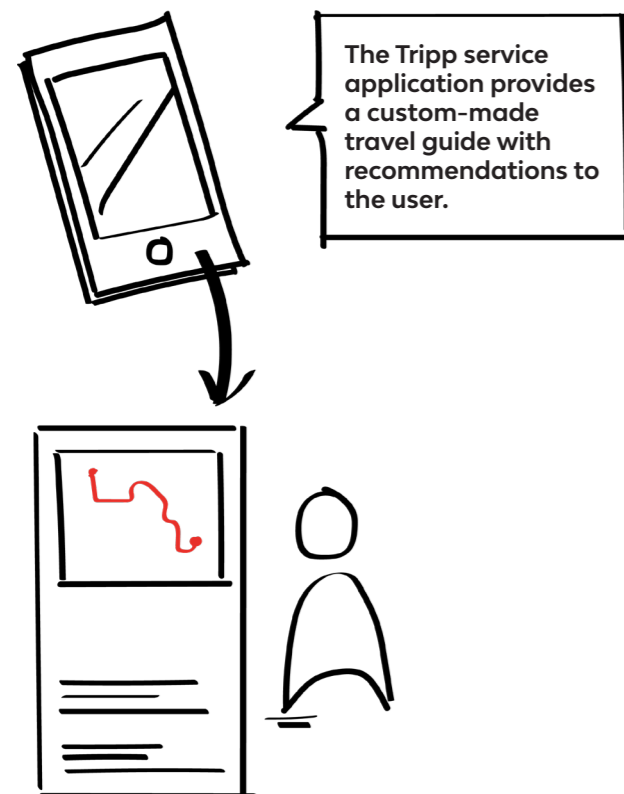 The Tripp service
application provides
a custom-made
travel guide with
recommendations to
the user.